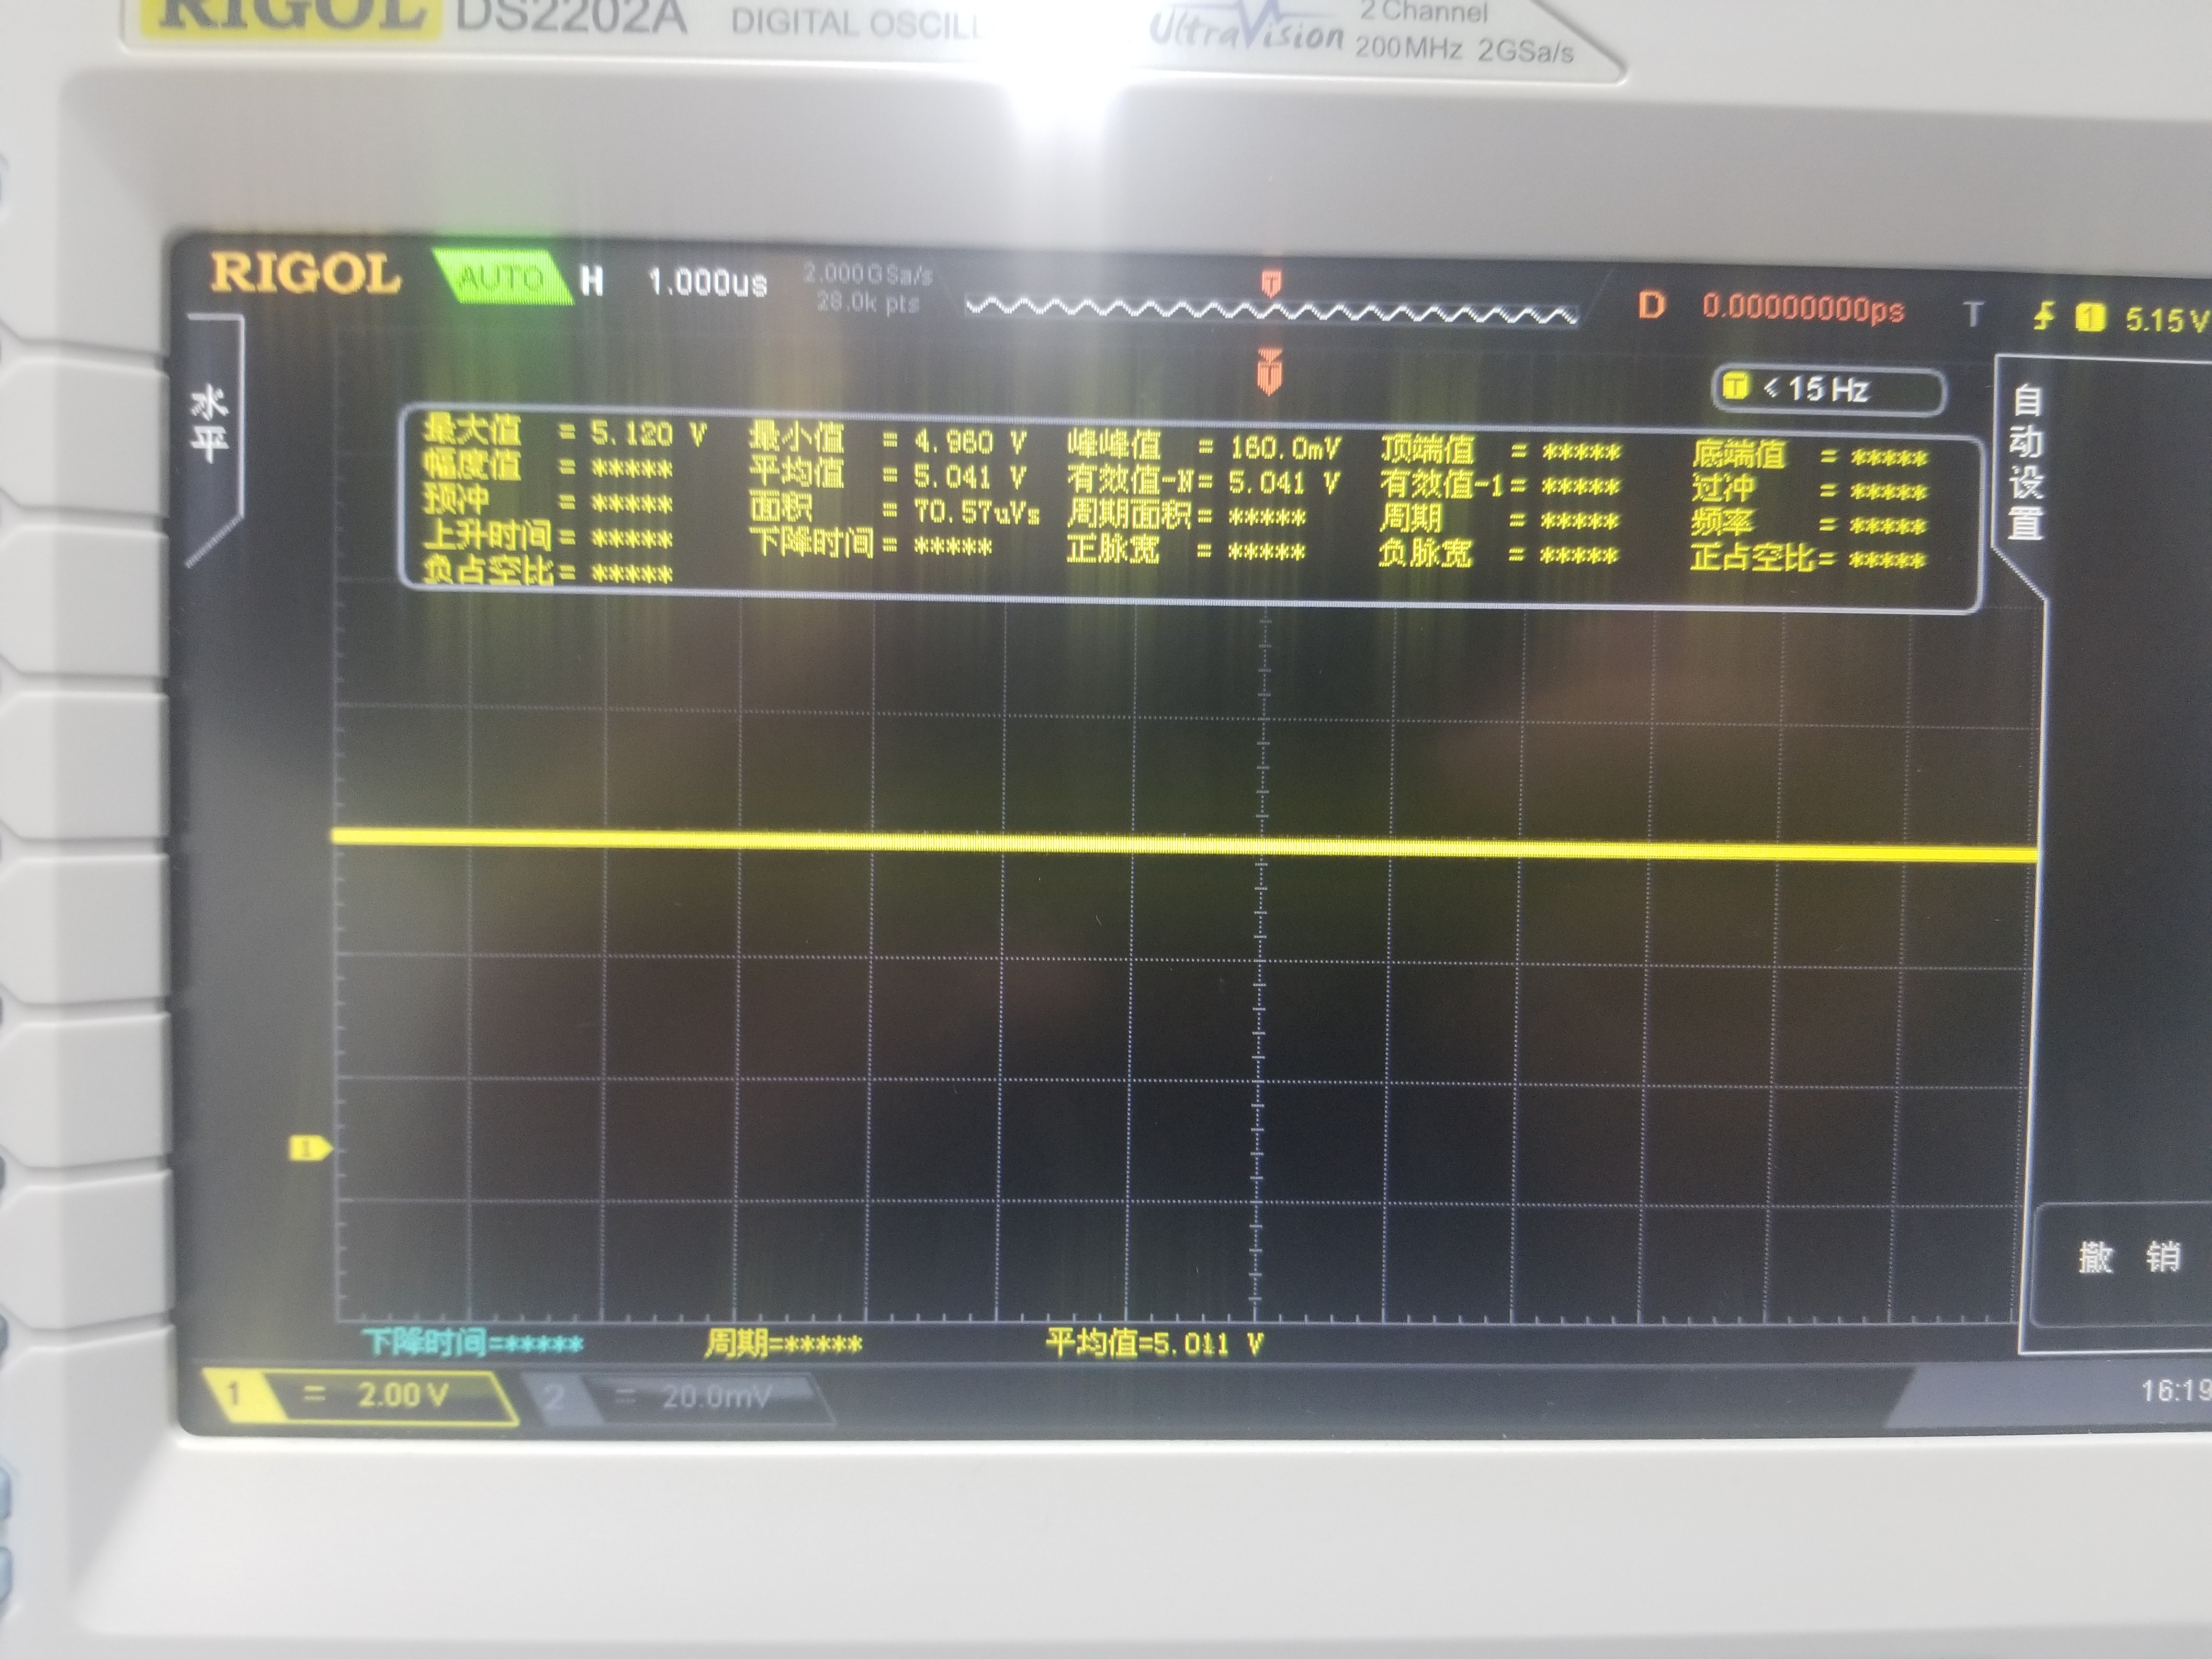 RIGOL DS2202A DIGITAL UltraVision 2 Channel
200MHz 2GSa/s
RIGOL AUTO H 1.000us 2.000GSa/s
28.0k pts
T
D 0.00000000ps T 1 5.15V
水平
T
T < 15 Hz
自动设置
最大值 = 5.120 V 最小值 = 4.960 V 峰峰值 = 160.0mV 顶端值 = ***** 底端值 = *****
幅度值 = ***** 平均值 = 5.041 V 有效值-N= 5.041 V 有效值-1= ***** 过冲 = *****
预冲 = ***** 面积 = 70.57uVs 周期面积= ***** 周期 = ***** 频率 = *****
上升时间= ***** 下降时间= ***** 正脉宽 = ***** 负脉宽 = ***** 正占空比= *****
负占空比= *****
1
撤 销
下降时间=***** 周期=***** 平均值=5.011 V
1 = 2.00 V 2 = 20.0mV
16:19